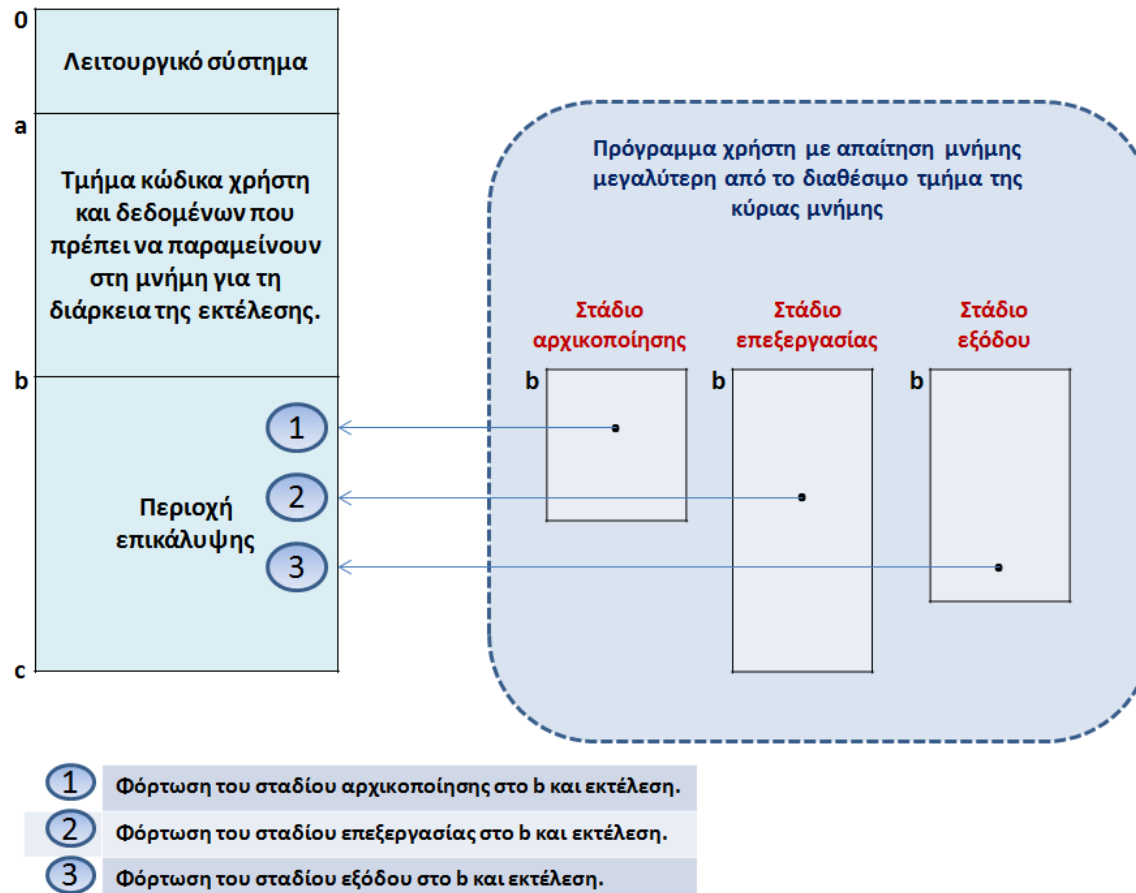 0
Λειτουργικό σύστημα
a
Τμήμα κώδικα χρήστη
και δεδομένων που
πρέπει να παραμείνουν
στη μνήμη για τη
διάρκεια της εκτέλεσης.
b
1
2
3
Περιοχή
επικάλυψης
c
Πρόγραμμα χρήστη με απαίτηση μνήμης
μεγαλύτερη από το διαθέσιμο τμήμα της
κύριας μνήμης
Στάδιο
αρχικοποίησης
b
Στάδιο
επεξεργασίας
b
Στάδιο
εξόδου
b
1 Φόρτωση του σταδίου αρχικοποίησης στο b και εκτέλεση.
2 Φόρτωση του σταδίου επεξεργασίας στο b και εκτέλεση.
3 Φόρτωση του σταδίου εξόδου στο b και εκτέλεση.